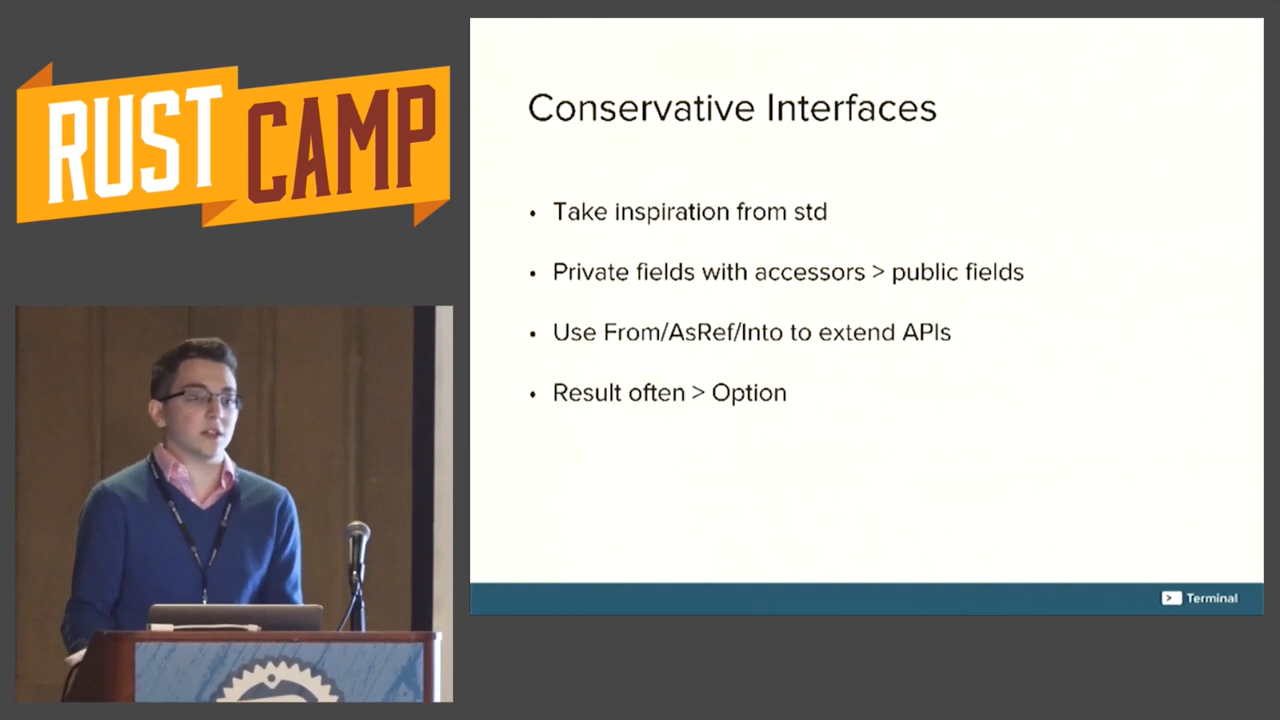 RUST CAMP
Conservative Interfaces
• Take inspiration from std
• Private fields with accessors > public fields
• Use From/AsRef/Into to extend APIs
• Result often > Option
Terminal